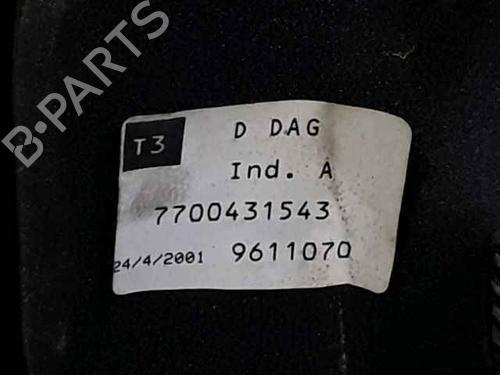 B-PARTS
T3
D DAG
Ind. A
7700431543
24/4/2001 9611070